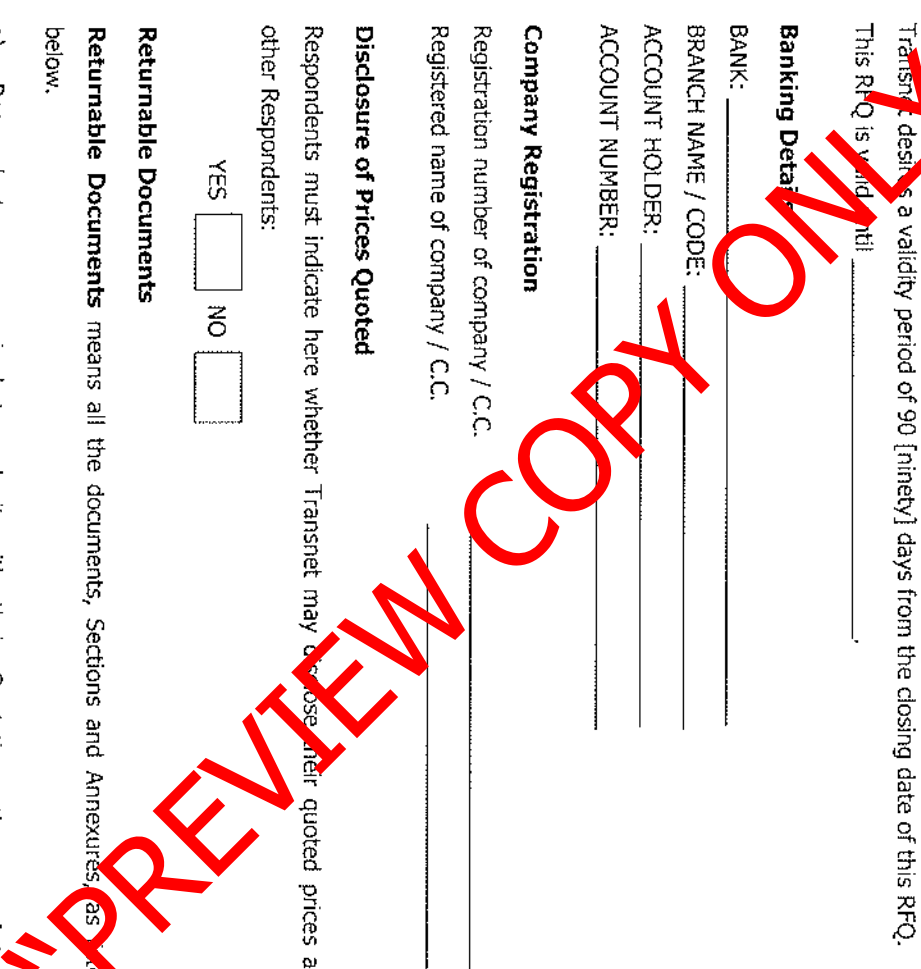 Transnet desires a validity period of 90 [ninety] days from the closing date of this RFQ.
This RFQ is valid until
Banking Details
BANK:
BRANCH NAME / CODE:
ACCOUNT HOLDER:
ACCOUNT NUMBER:
Company Registration
Registration number of company / C.C.
Registered name of company / C.C.
Disclosure of Prices Quoted
Respondents must indicate here whether Transnet may disclose their quoted prices a
other Respondents:
YES NO
Returnable Documents
Returnable Documents means all the documents, Sections and Annexures, as
below.
"PREVIEW COPY ONLY